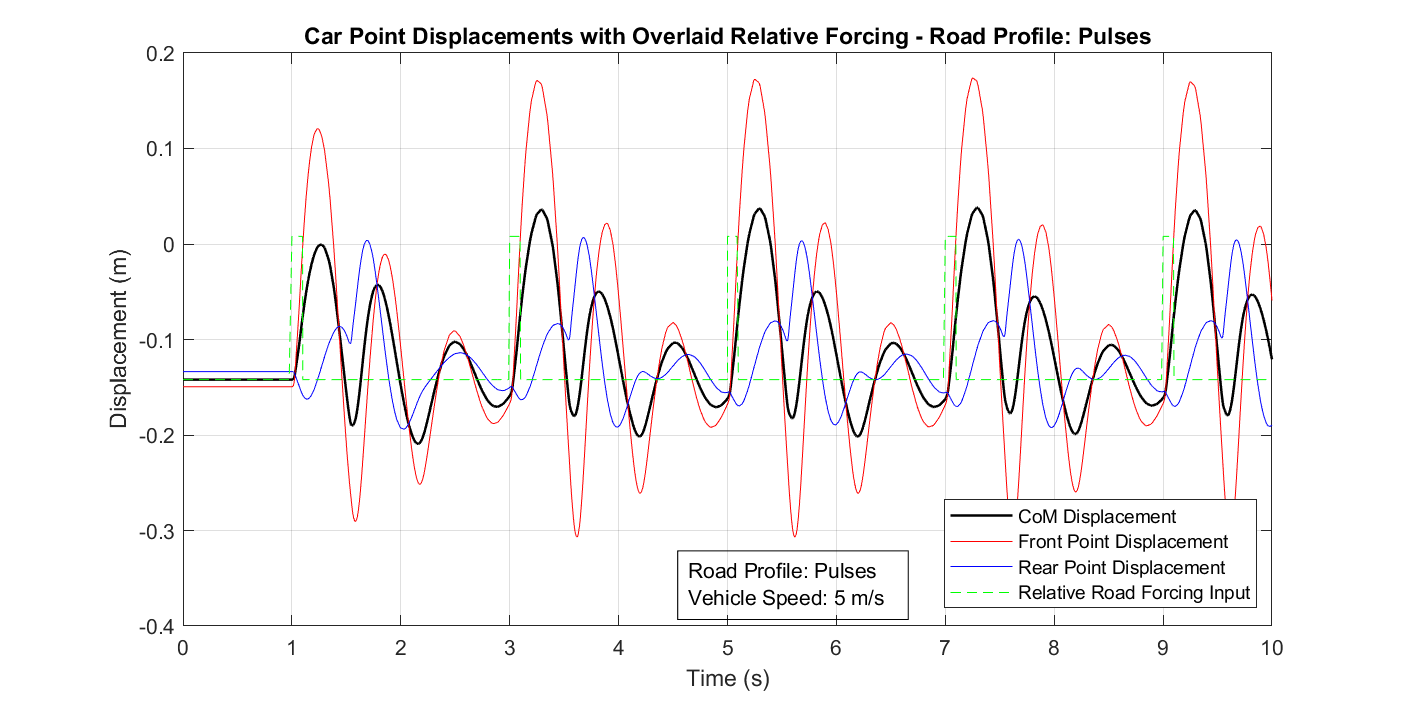 Car Point Displacements with Overlaid Relative Forcing - Road Profile: Pulses
0.2
0.1
0
-0.1
-0.2
-0.3
-0.4
Displacement (m)
0 1 2 3 4 5 6 7 8 9 10
Time (s)
Road Profile: Pulses
Vehicle Speed: 5 m/s
CoM Displacement
Front Point Displacement
Rear Point Displacement
Relative Road Forcing Input